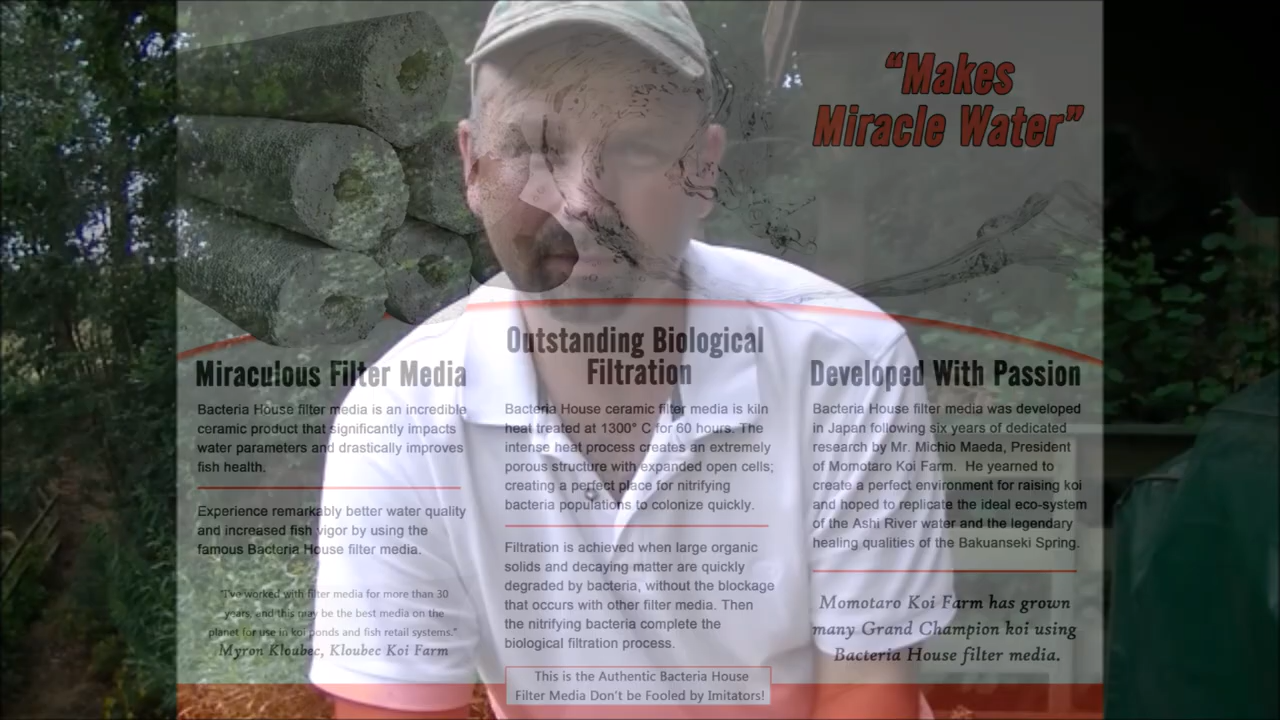 “Makes
Miracle Water”
Miraculous Filter Media
Bacteria House filter media is an incredible
ceramic product that significantly impacts
water parameters and drastically improves
fish health.
Experience remarkably better water quality
and increased fish vigor by using the
famous Bacteria House filter media.
"I've worked with filter media for more than 30
years, and this may be the best media on the
planet for use in koi ponds and fish retail systems."
Myron Kloubec, Kloubec Koi Farm
Outstanding Biological
Filtration
Bacteria House ceramic filter media is kiln
heat treated at 1300° C for 60 hours. The
intense heat process creates an extremely
porous structure with expanded open cells;
creating a perfect place for nitrifying
bacteria populations to colonize quickly.
Filtration is achieved when large organic
solids and decaying matter are quickly
degraded by bacteria, without the blockage
that occurs with other filter media. Then
the nitrifying bacteria complete the
biological filtration process.
This is the Authentic Bacteria House
Filter Media Don't be Fooled by Imitators!
Developed With Passion
Bacteria House filter media was developed
in Japan following six years of dedicated
research by Mr. Michio Maeda, President
of Momotaro Koi Farm. He yearned to
create a perfect environment for raising koi
and hoped to replicate the ideal eco-system
of the Ashi River water and the legendary
healing qualities of the Bakuanseki Spring.
Momotaro Koi Farm has grown
many Grand Champion koi using
Bacteria House filter media.